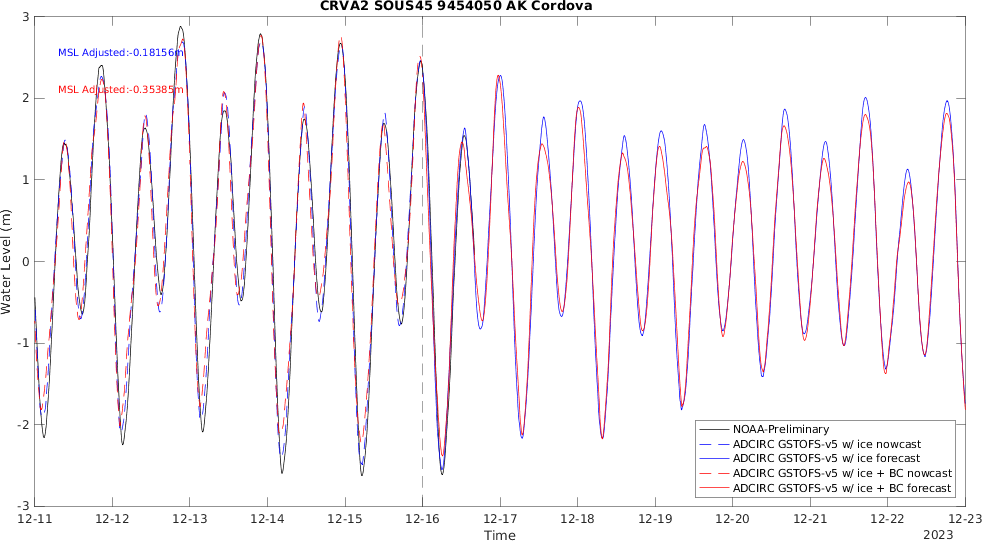 CRVA2 SOUS45 9454050 AK Cordova
3
2
1
0
-1
-2
-3
Water Level (m)
MSL Adjusted:-0.18156m
MSL Adjusted:-0.35385m
NOAA-Preliminary
ADCIRC GSTOFS-v5 w/ ice nowcast
ADCIRC GSTOFS-v5 w/ ice forecast
ADCIRC GSTOFS-v5 w/ ice + BC nowcast
ADCIRC GSTOFS-v5 w/ ice + BC forecast
12-11 12-12 12-13 12-14 12-15 12-16 12-17 12-18 12-19 12-20 12-21 12-22 12-23
Time
2023